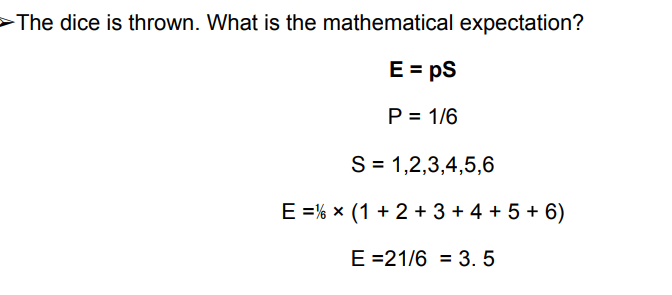 ➢The dice is thrown. What is the mathematical expectation?
E = pS
P = 1/6
S = 1,2,3,4,5,6
E =⅙ × (1 + 2 + 3 + 4 + 5 + 6)
E =21/6 = 3. 5